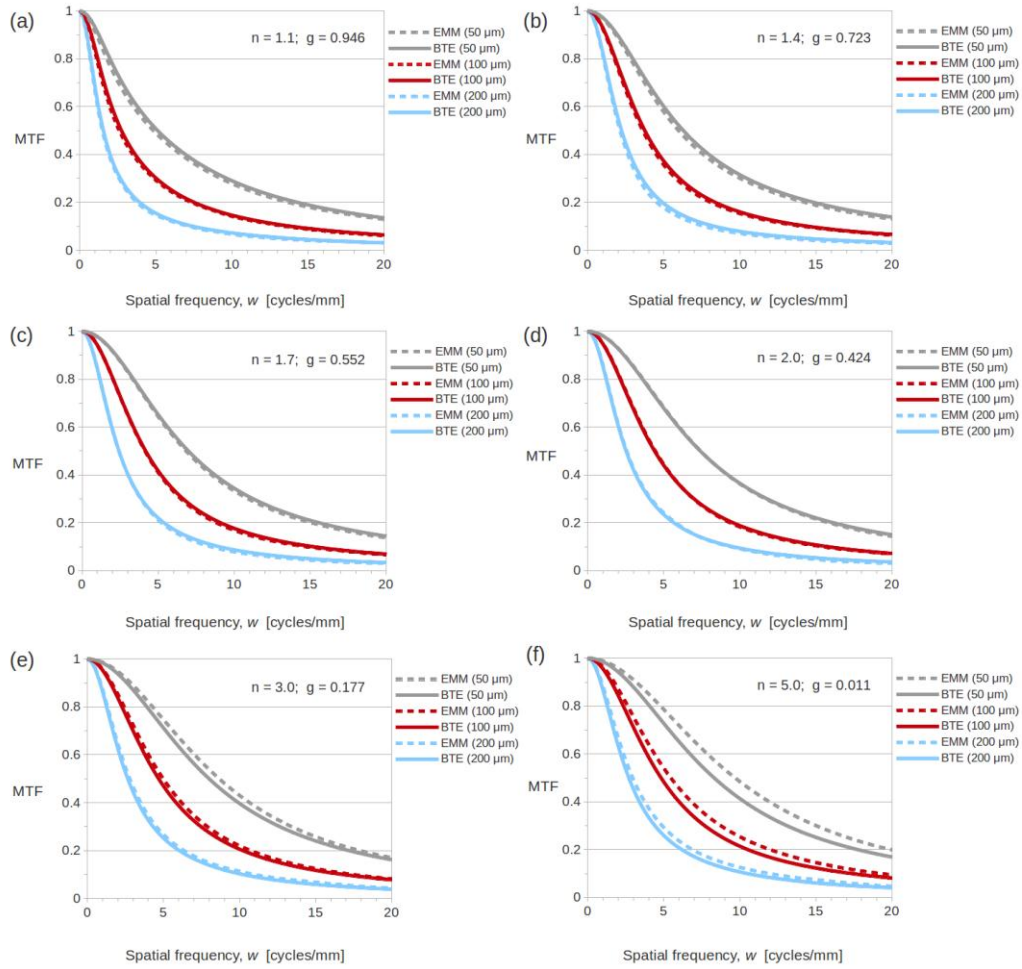 (a)
n = 1.1; g = 0.946
EMM (50 µm)
BTE (50 µm)
EMM (100 µm)
BTE (100 µm)
EMM (200 µm)
BTE (200 µm)
MTF
1
0.8
0.6
0.4
0.2
0
0 5 10 15 20
Spatial frequency, w [cycles/mm]
(b)
n = 1.4; g = 0.723
EMM (50 µm)
BTE (50 µm)
EMM (100 µm)
BTE (100 µm)
EMM (200 µm)
BTE (200 µm)
MTF
1
0.8
0.6
0.4
0.2
0
0 5 10 15 20
Spatial frequency, w [cycles/mm]
(c)
n = 1.7; g = 0.552
EMM (50 µm)
BTE (50 µm)
EMM (100 µm)
BTE (100 µm)
EMM (200 µm)
BTE (200 µm)
MTF
1
0.8
0.6
0.4
0.2
0
0 5 10 15 20
Spatial frequency, w [cycles/mm]
(d)
n = 2.0; g = 0.424
EMM (50 µm)
BTE (50 µm)
EMM (100 µm)
BTE (100 µm)
EMM (200 µm)
BTE (200 µm)
MTF
1
0.8
0.6
0.4
0.2
0
0 5 10 15 20
Spatial frequency, w [cycles/mm]
(e)
n = 3.0; g = 0.177
EMM (50 µm)
BTE (50 µm)
EMM (100 µm)
BTE (100 µm)
EMM (200 µm)
BTE (200 µm)
MTF
1
0.8
0.6
0.4
0.2
0
0 5 10 15 20
Spatial frequency, w [cycles/mm]
(f)
n = 5.0; g = 0.011
EMM (50 µm)
BTE (50 µm)
EMM (100 µm)
BTE (100 µm)
EMM (200 µm)
BTE (200 µm)
MTF
1
0.8
0.6
0.4
0.2
0
0 5 10 15 20
Spatial frequency, w [cycles/mm]